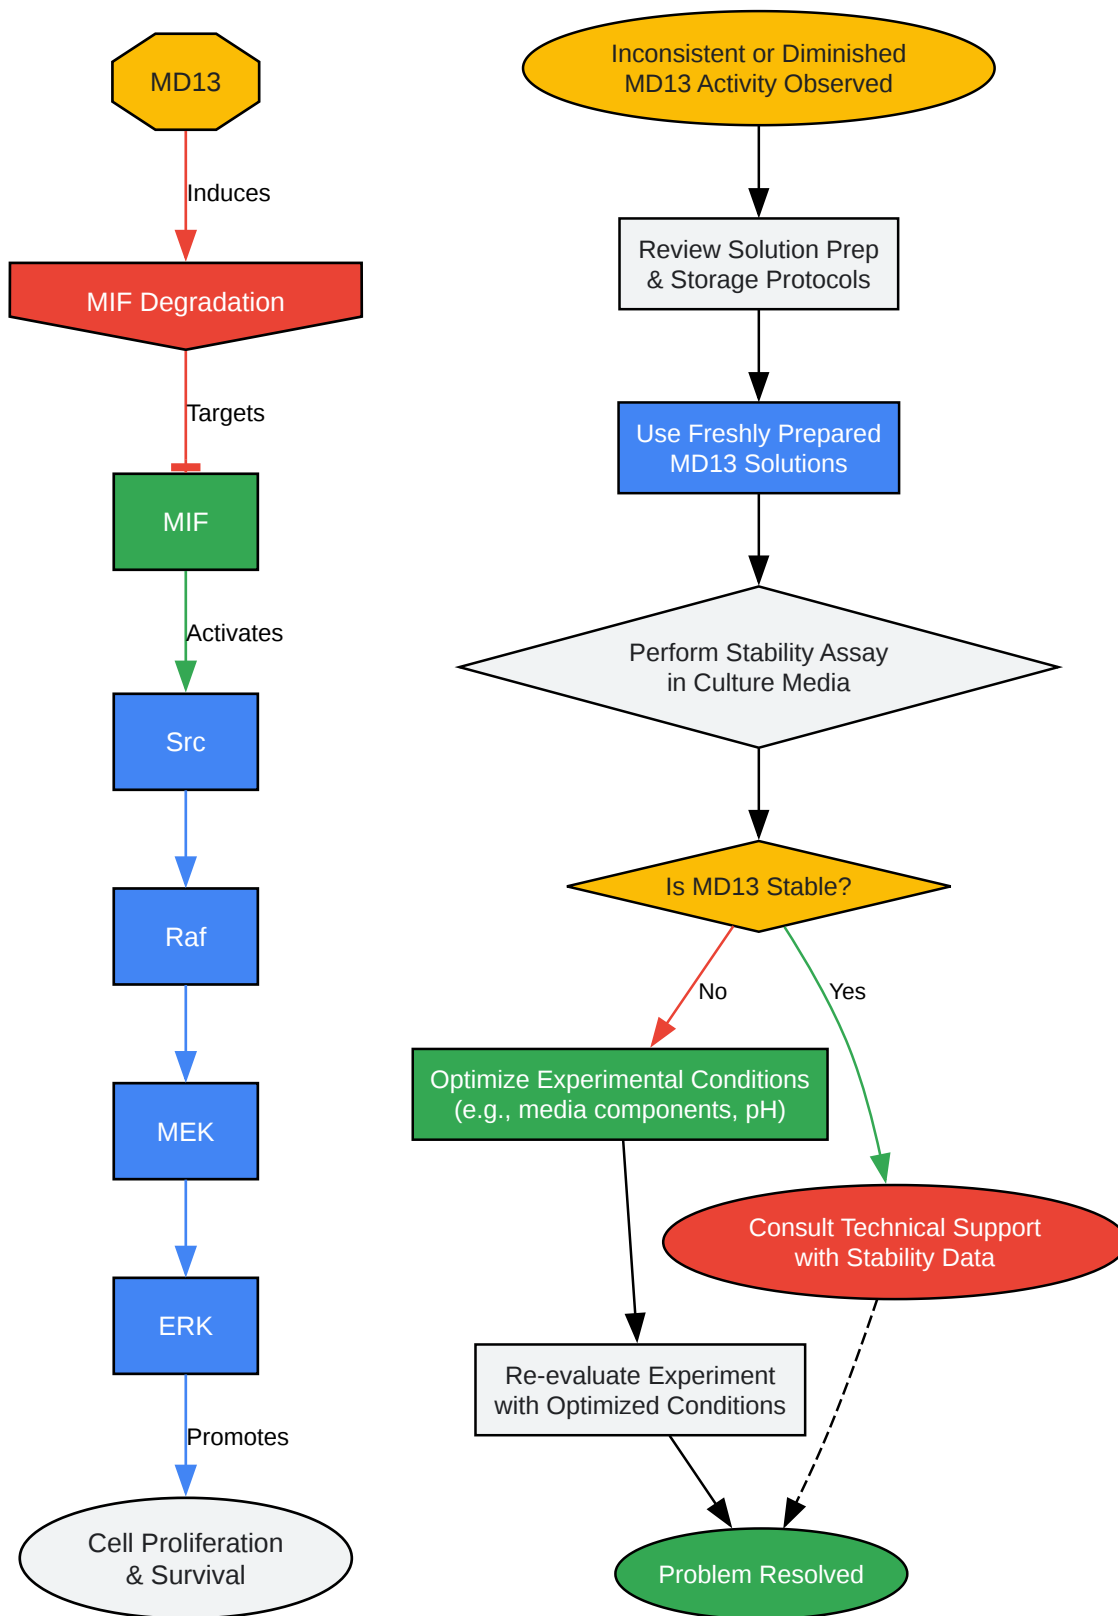 MD13
Induces
MIF Degradation
Targets
MIF
Activates
Src
Raf
MEK
ERK
Promotes
Cell Proliferation
& Survival
Inconsistent or Diminished
MD13 Activity Observed
Review Solution Prep
& Storage Protocols
Use Freshly Prepared
MD13 Solutions
Perform Stability Assay
in Culture Media
Is MD13 Stable?
No
Yes
Optimize Experimental Conditions
(e.g., media components, pH)
Consult Technical Support
with Stability Data
Re-evaluate Experiment
with Optimized Conditions
Problem Resolved